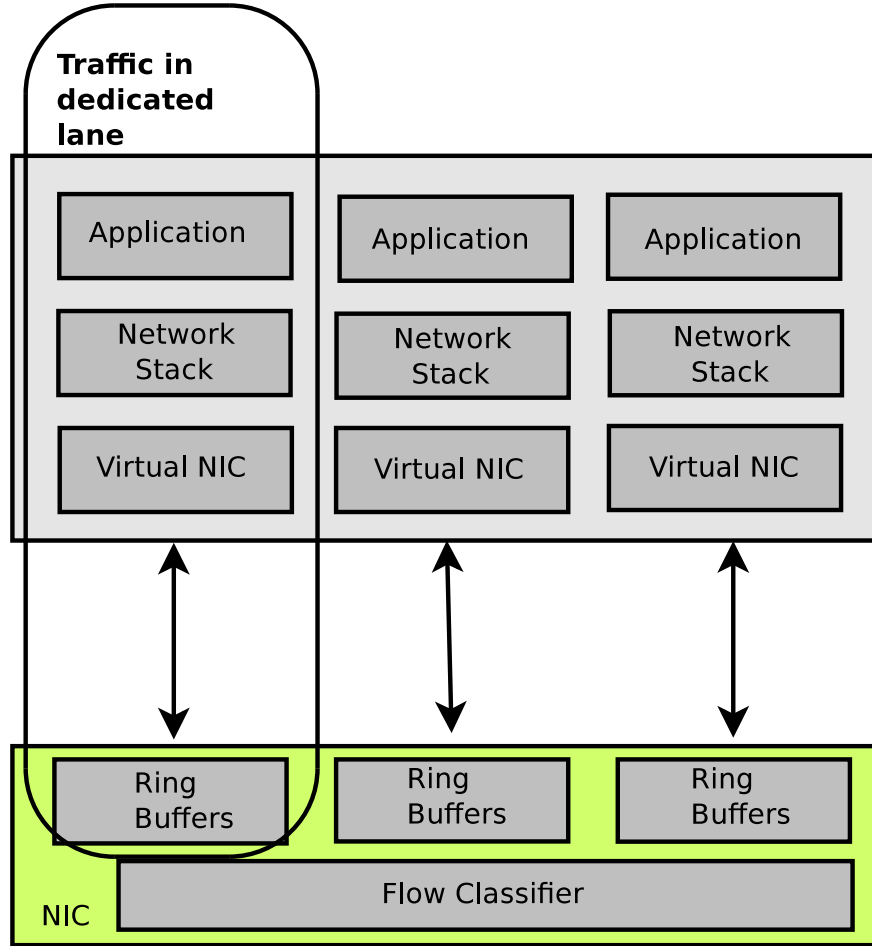 Traffic in
dedicated
lane
Application
Application
Application
Network
Stack
Network
Stack
Network
Stack
Virtual NIC
Virtual NIC
Virtual NIC
Ring
Buffers
Ring
Buffers
Ring
Buffers
Flow Classifier
NIC